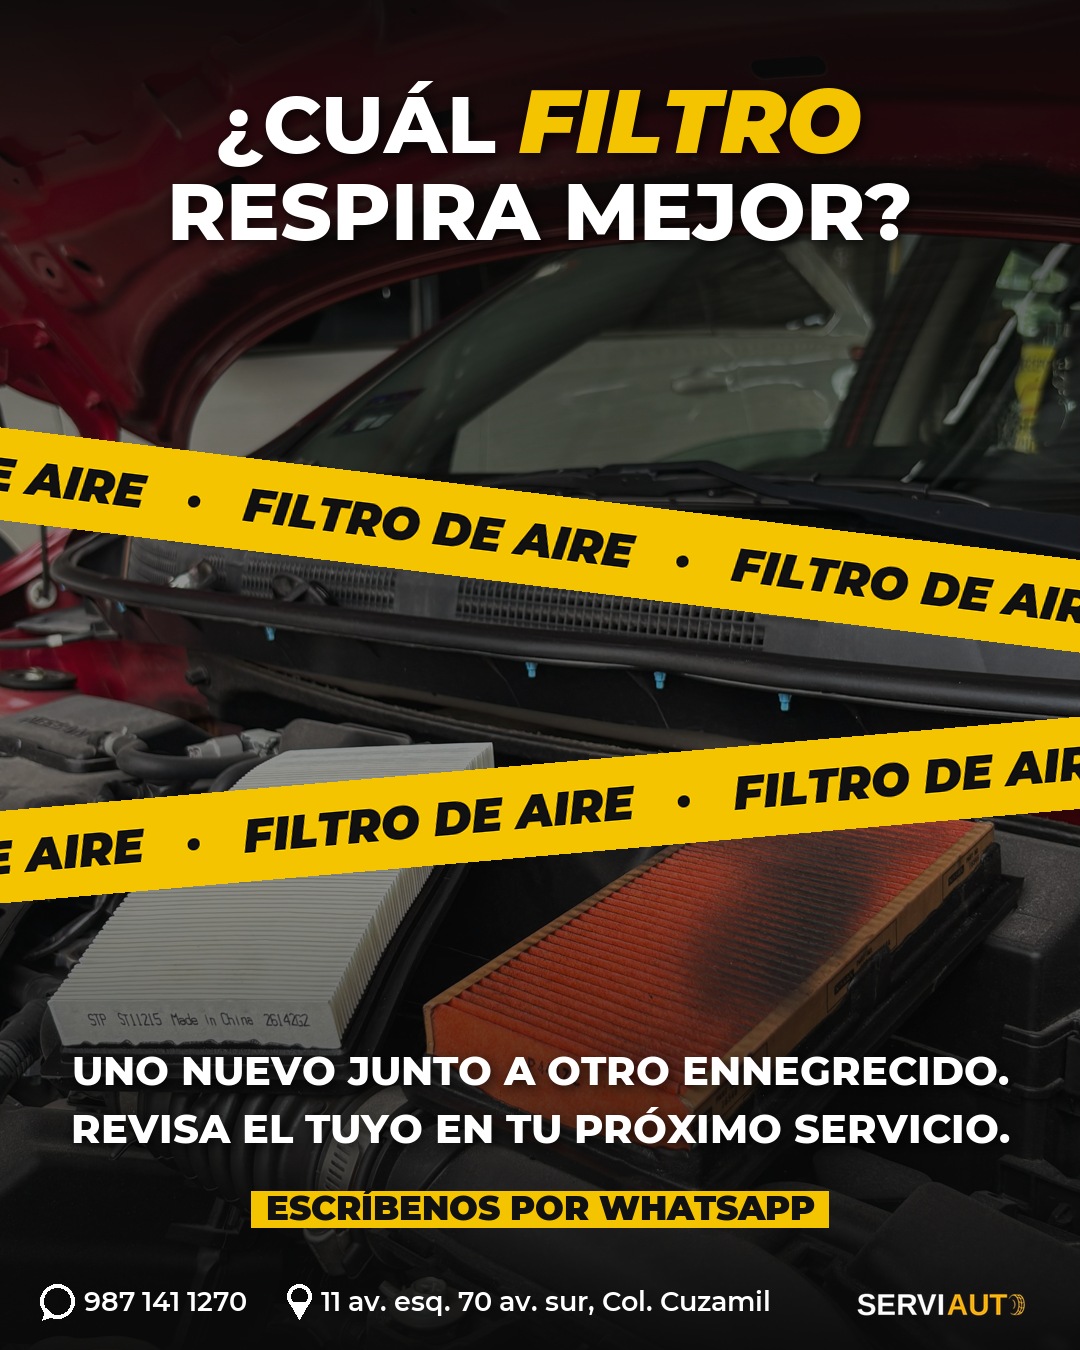 ¿CUÁL FILTRO
RESPIRA MEJOR?
E AIRE • FILTRO DE AIRE • FILTRO DE AIR
E AIRE • FILTRO DE AIRE • FILTRO DE AIR
STP ST11215 Made in China 26142G2
UNO NUEVO JUNTO A OTRO ENNEGRECIDO.
REVISA EL TUYO EN TU PRÓXIMO SERVICIO.
ESCRÍBENOS POR WHATSAPP
987 141 1270
11 av. esq. 70 av. sur, Col. Cuzamil
SERVIAUTO